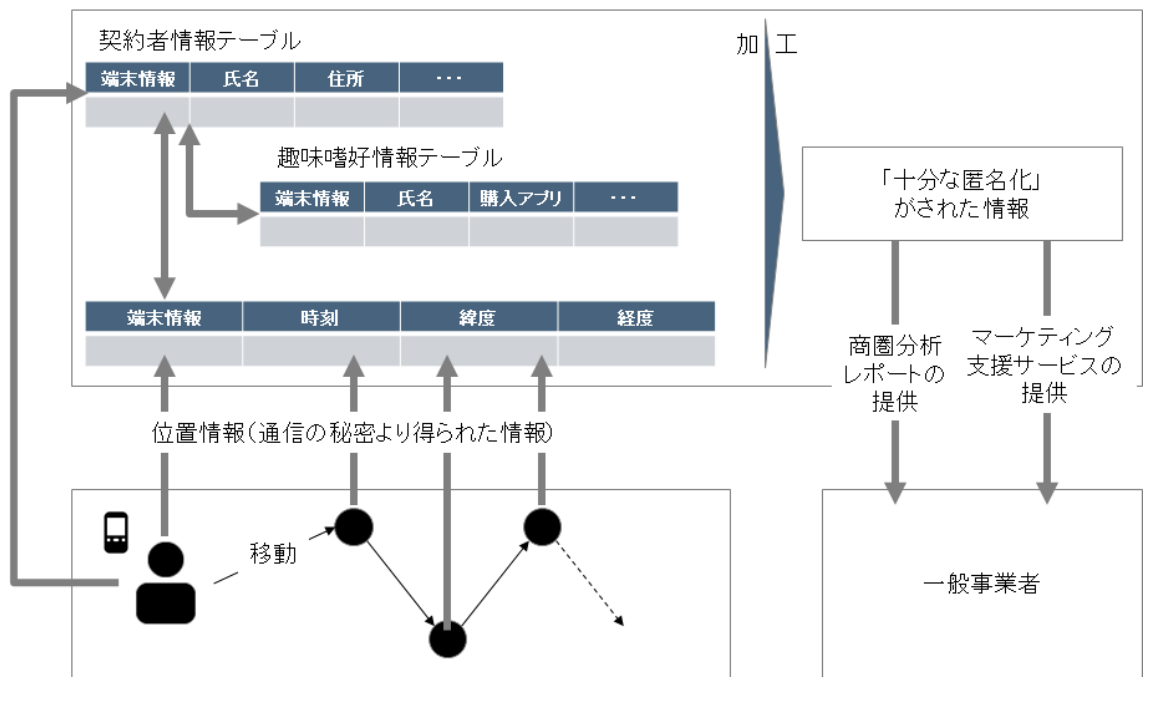 契約者情報テーブル
端末情報 氏名 住所 ･･･
趣味嗜好情報テーブル
端末情報 氏名 購入アプリ ･･･
端末情報 時刻 緯度 経度
加工
「十分な匿名化」
がされた情報
商圏分析
レポートの
提供
マーケティング
支援サービスの
提供
位置情報（通信の秘密より得られた情報）
移動
一般事業者